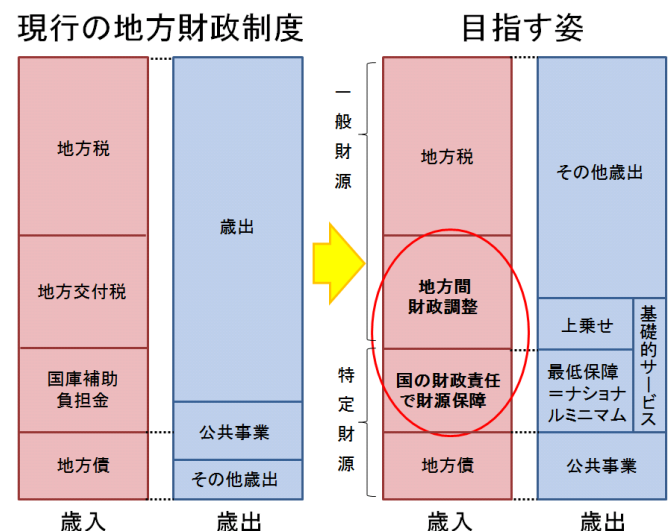 現行の地方財政制度
地方税
地方交付税
国庫補助
負担金
地方債
歳出
公共事業
その他歳出
歳入
歳出
目指す姿
一般財源
特定財源
地方税
地方間
財政調整
国の財政責任
で財源保障
地方債
その他歳出
上乗せ
最低保障
＝ナショナ
ルミニマム
基礎的サービス
公共事業
歳入
歳出